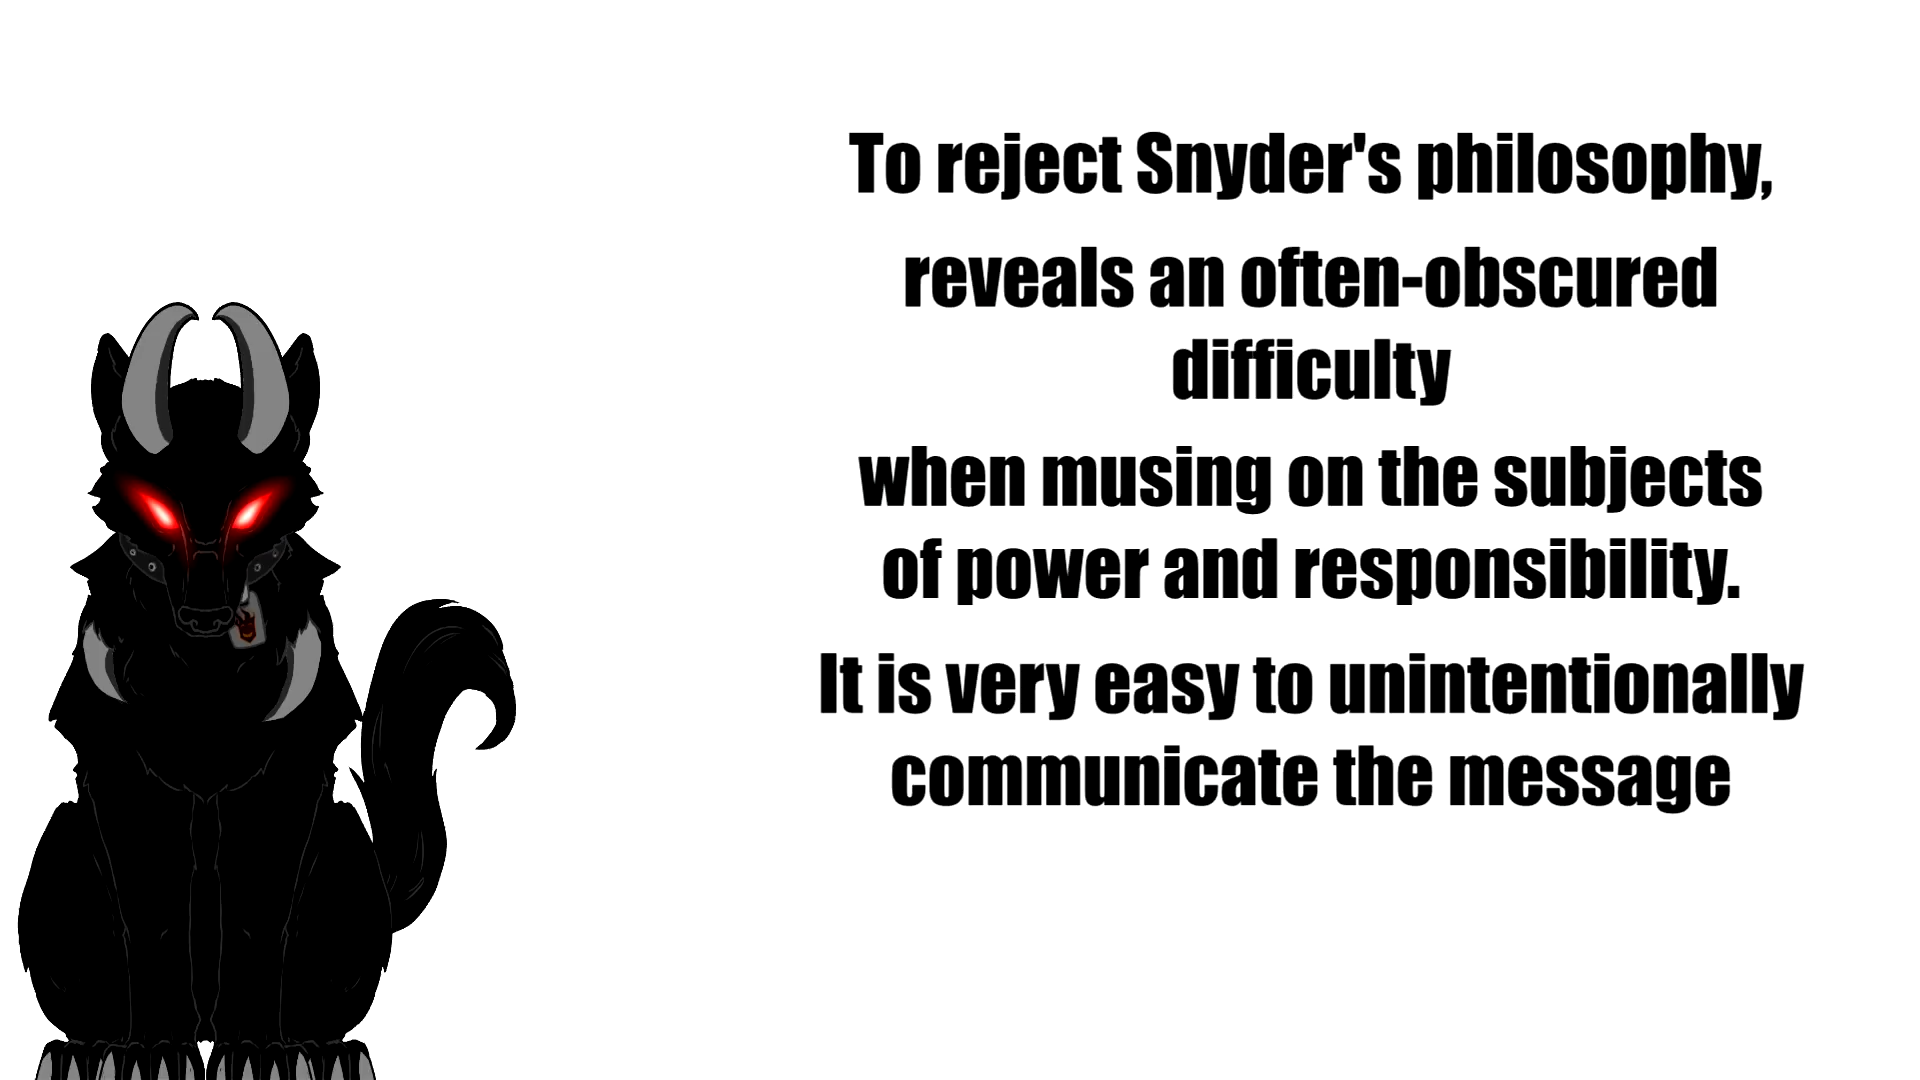 To reject Snyder's philosophy,
reveals an often-obscured
difficulty
when musing on the subjects
of power and responsibility.
It is very easy to unintentionally
communicate the message